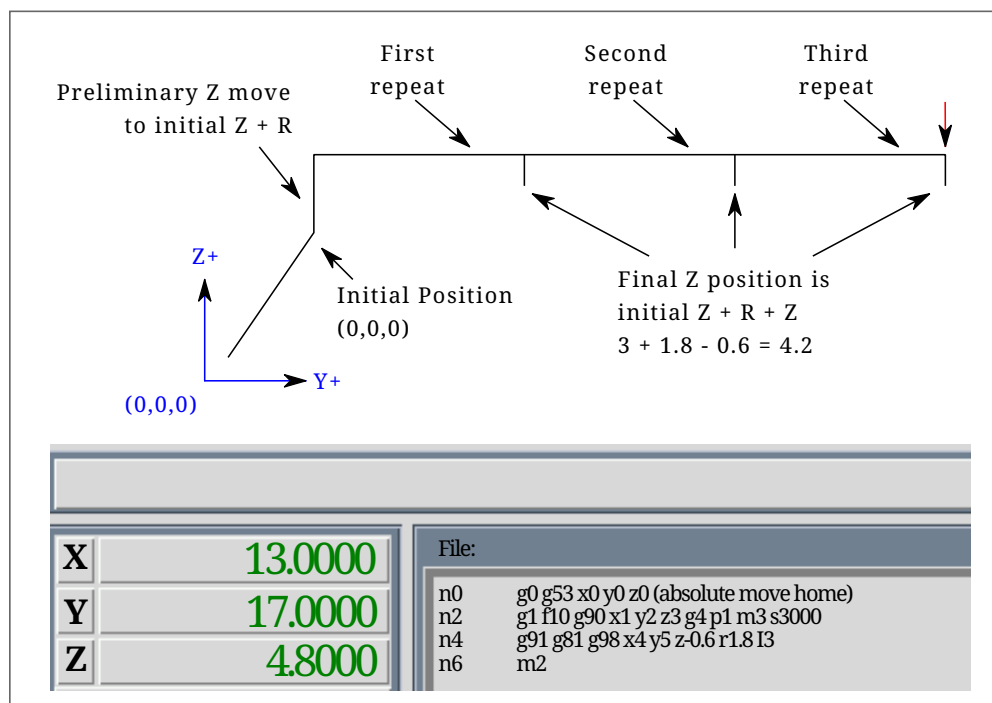 First
repeat
Second
repeat
Third
repeat
Preliminary Z move
to initial Z + R
Z+
Initial Position
(0,0,0)
Final Z position is
initial Z + R + Z
3 + 1.8 - 0.6 = 4.2
Y+
(0,0,0)
X 13.0000
Y 17.0000
Z 4.8000
File:
n0 g0 g53 x0 y0 z0 (absolute move home)
n2 g1 f10 g90 x1 y2 z3 g4 p1 m3 s3000
n4 g91 g81 g98 x4 y5 z-0.6 r1.8 I3
n6 m2